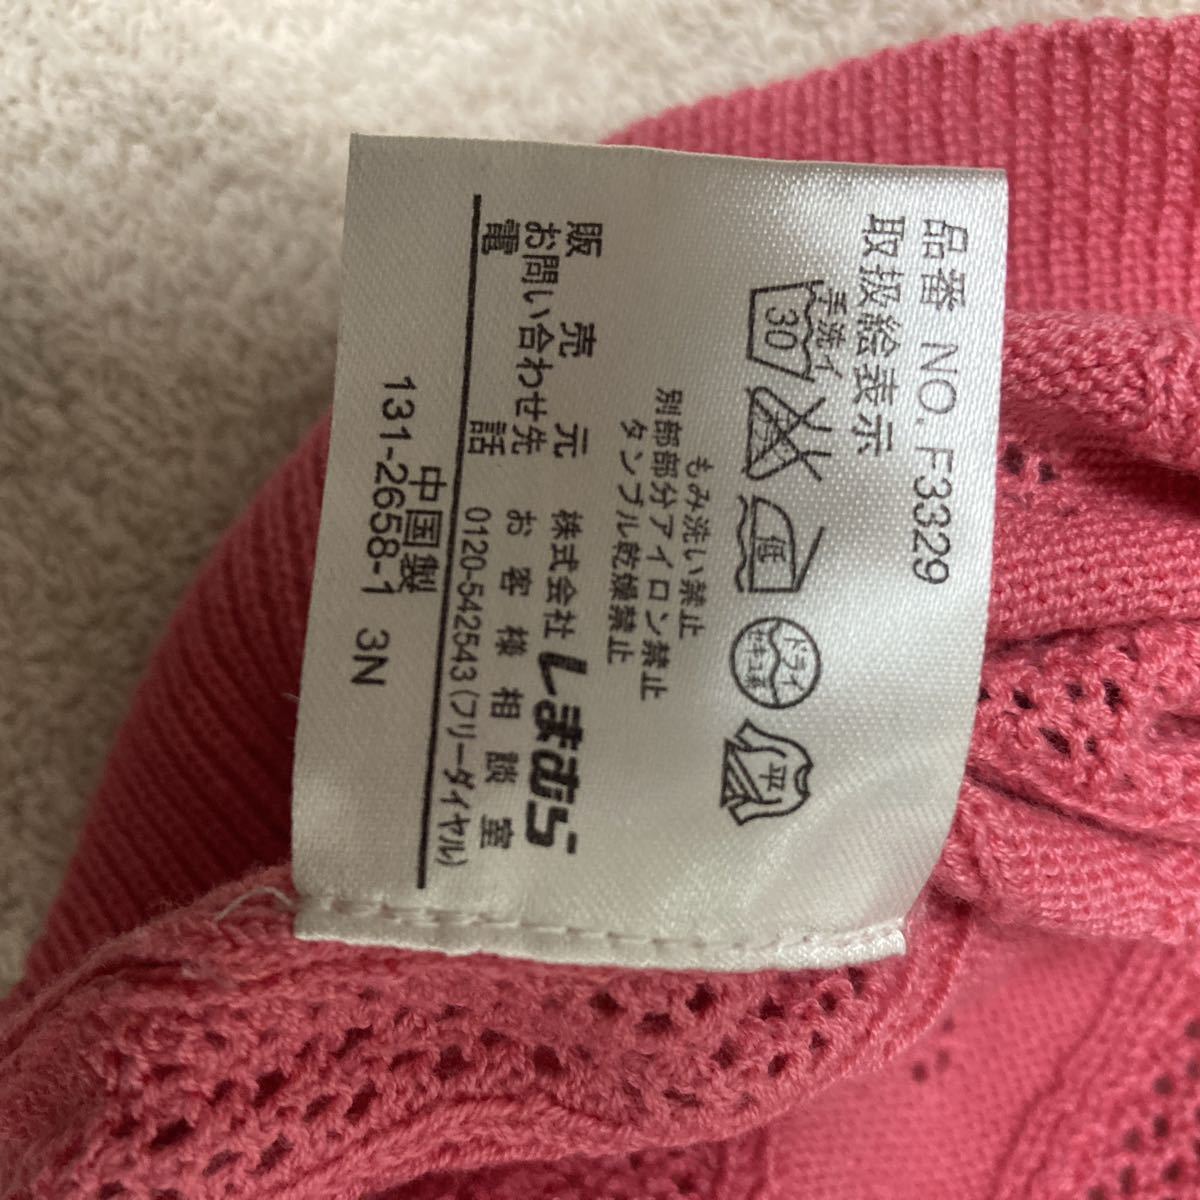 品番 NO. F3329
取扱絵表示
手洗イ
30
低
ドライ
セキユ系
平
もみ洗い禁止
別部部分アイロン禁止
タンブル乾燥禁止
販売元 株式会社しまむら
お問い合わせ先 お客様相談室
電話 0120-542543 (フリーダイヤル)
中国製
131-2658-1 3N